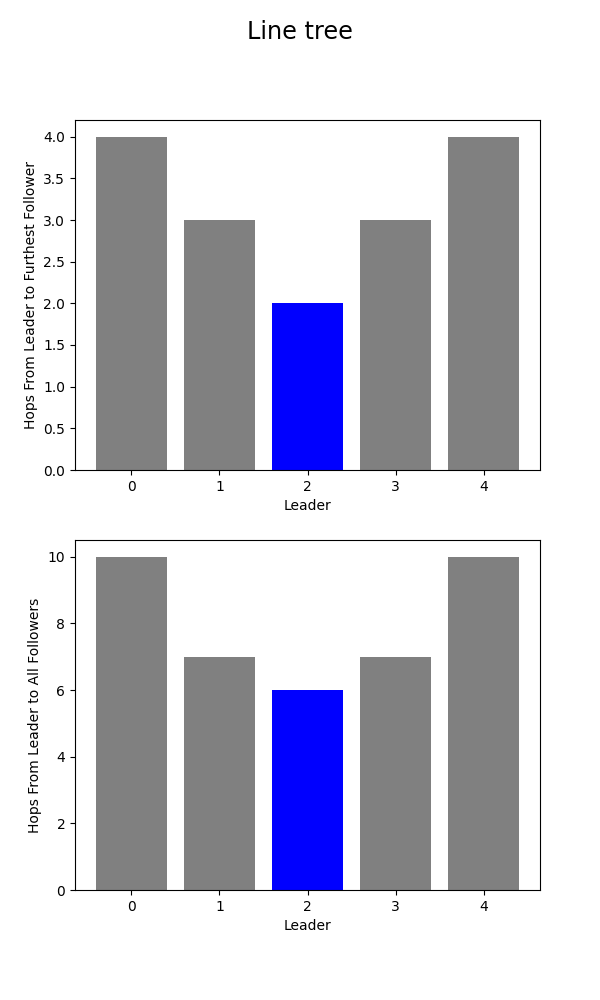 Line tree
4.0
3.5
3.0
2.5
2.0
1.5
1.0
0.5
0.0
Hops From Leader to Furthest Follower
0 1 2 3 4
Leader
10
8
6
4
2
0
Hops From Leader to All Followers
0 1 2 3 4
Leader